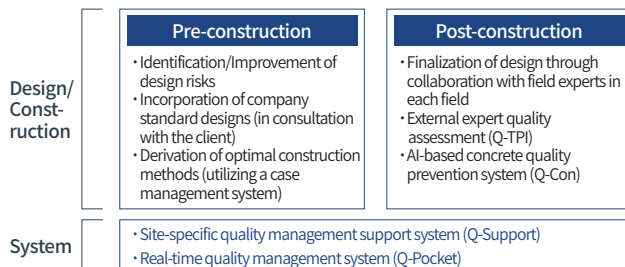 Design/
Const-
ruction
Pre-construction
· Identification/Improvement of
design risks
· Incorporation of company
standard designs (in consultation
with the client)
· Derivation of optimal construction
methods (utilizing a case
management system)
Post-construction
· Finalization of design through
collaboration with field experts in
each field
· External expert quality
assessment (Q-TPI)
· AI-based concrete quality
prevention system (Q-Con)
System
· Site-specific quality management support system (Q-Support)
· Real-time quality management system (Q-Pocket)